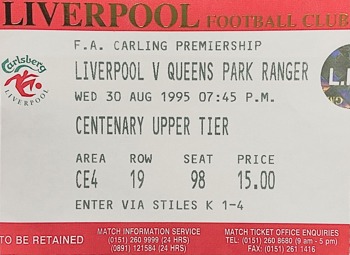 LIVERPOOL FOOTBALL CLUB
F.A. CARLING PREMIERSHIP
Carlsberg
LIVERPOOL
LIVERPOOL V QUEENS PARK RANGER
L.F
WED 30 AUG 1995 07:45 P.M.
CENTENARY UPPER TIER
AREA ROW SEAT PRICE
CE4 19 98 15.00
ENTER VIA STILES K 1-4
TO BE RETAINED
MATCH INFORMATION SERVICE
(0151) 260 9999 (24 HRS)
(0891) 121584 (24 HRS)
MATCH TICKET OFFICE ENQUIRIES
TEL. (0151) 260 8680 (9 am - 5 pm)
FAX: (0151) 261 1416